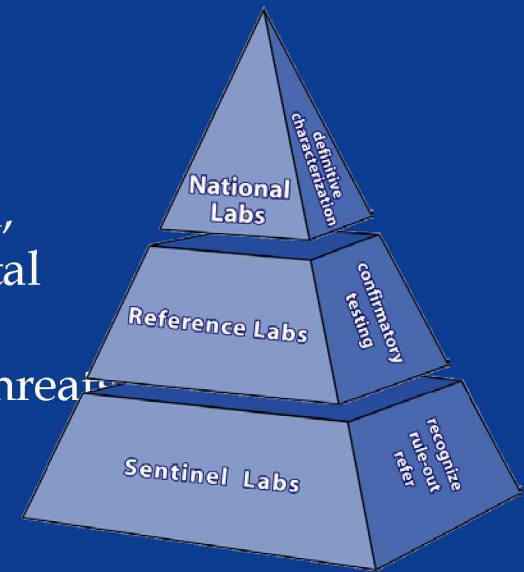 National
Labs
definitive
characterization
Reference Labs
confirmatory
testing
Sentinel Labs
recognize
rule-out
refer